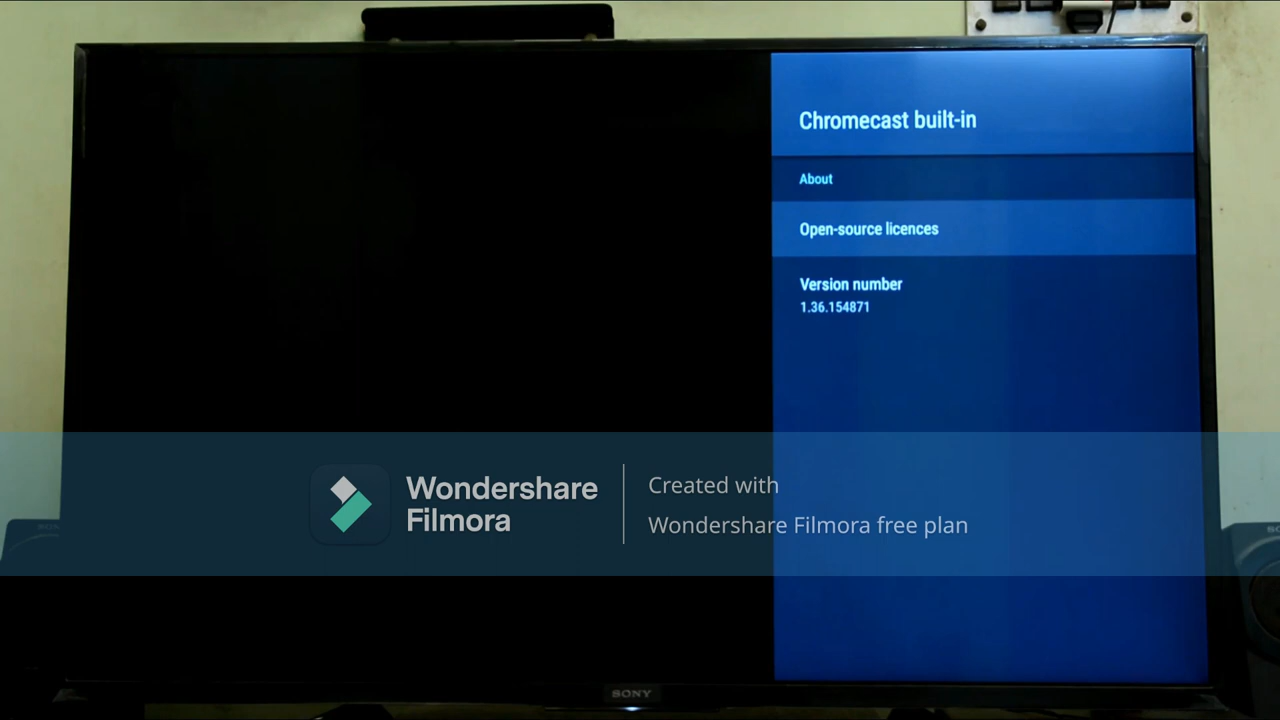 Chromecast built-in
About
Open-source licences
Version number
1.36.154871
Wondershare
Filmora
Created with
Wondershare Filmora free plan
SONY